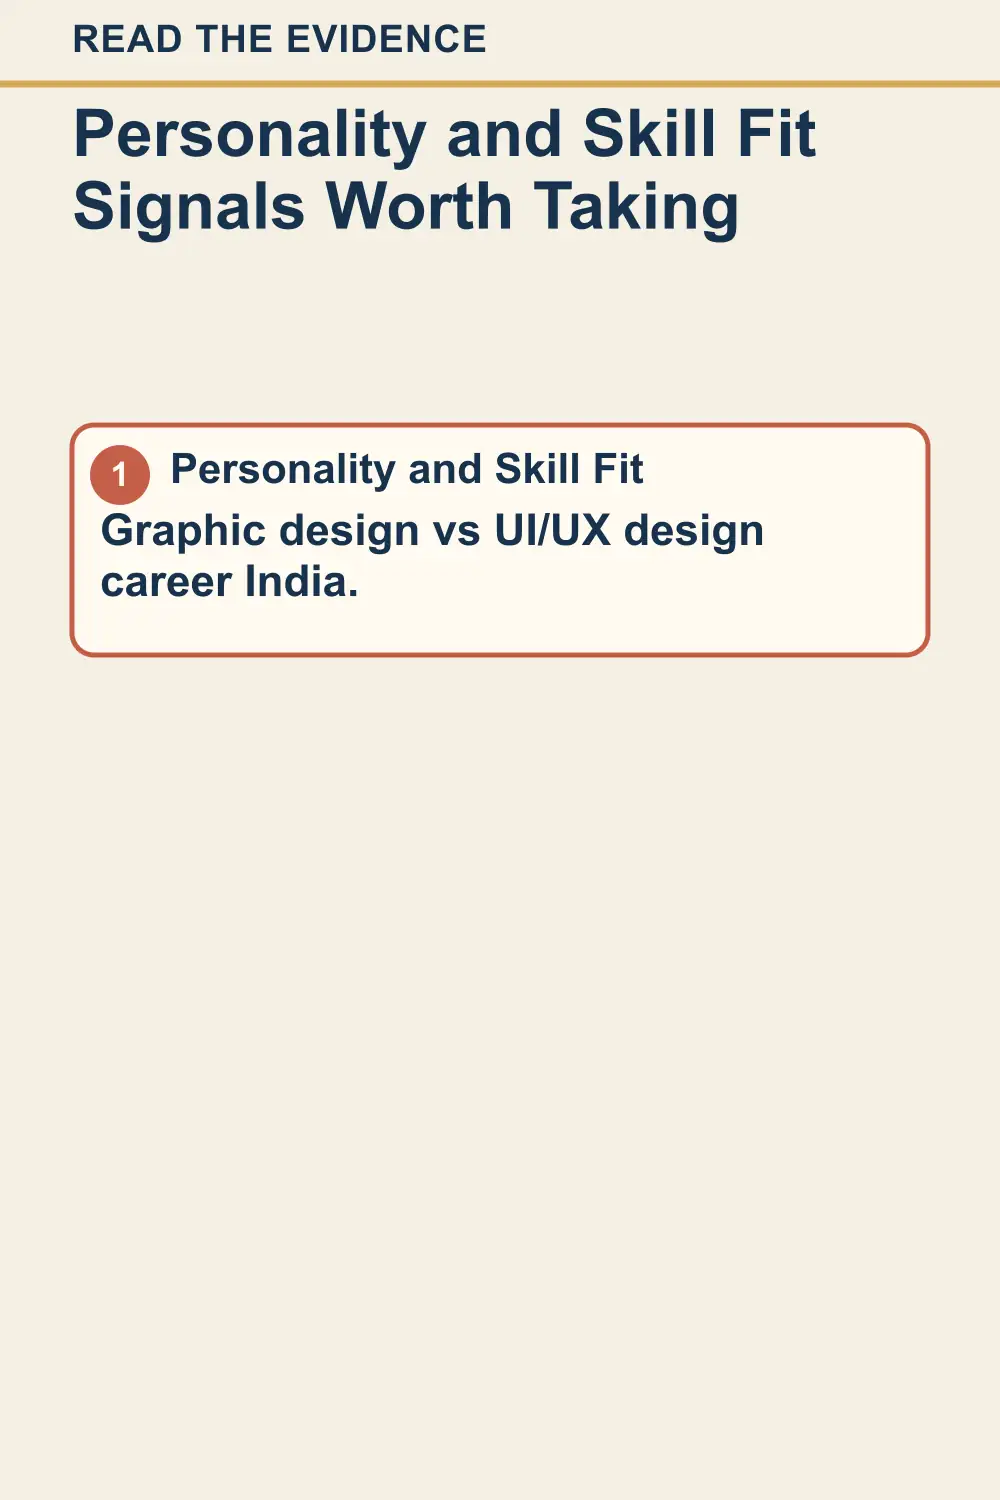 READ THE EVIDENCE
Personality and Skill Fit
Signals Worth Taking
1 Personality and Skill Fit
Graphic design vs UI/UX design
career India.